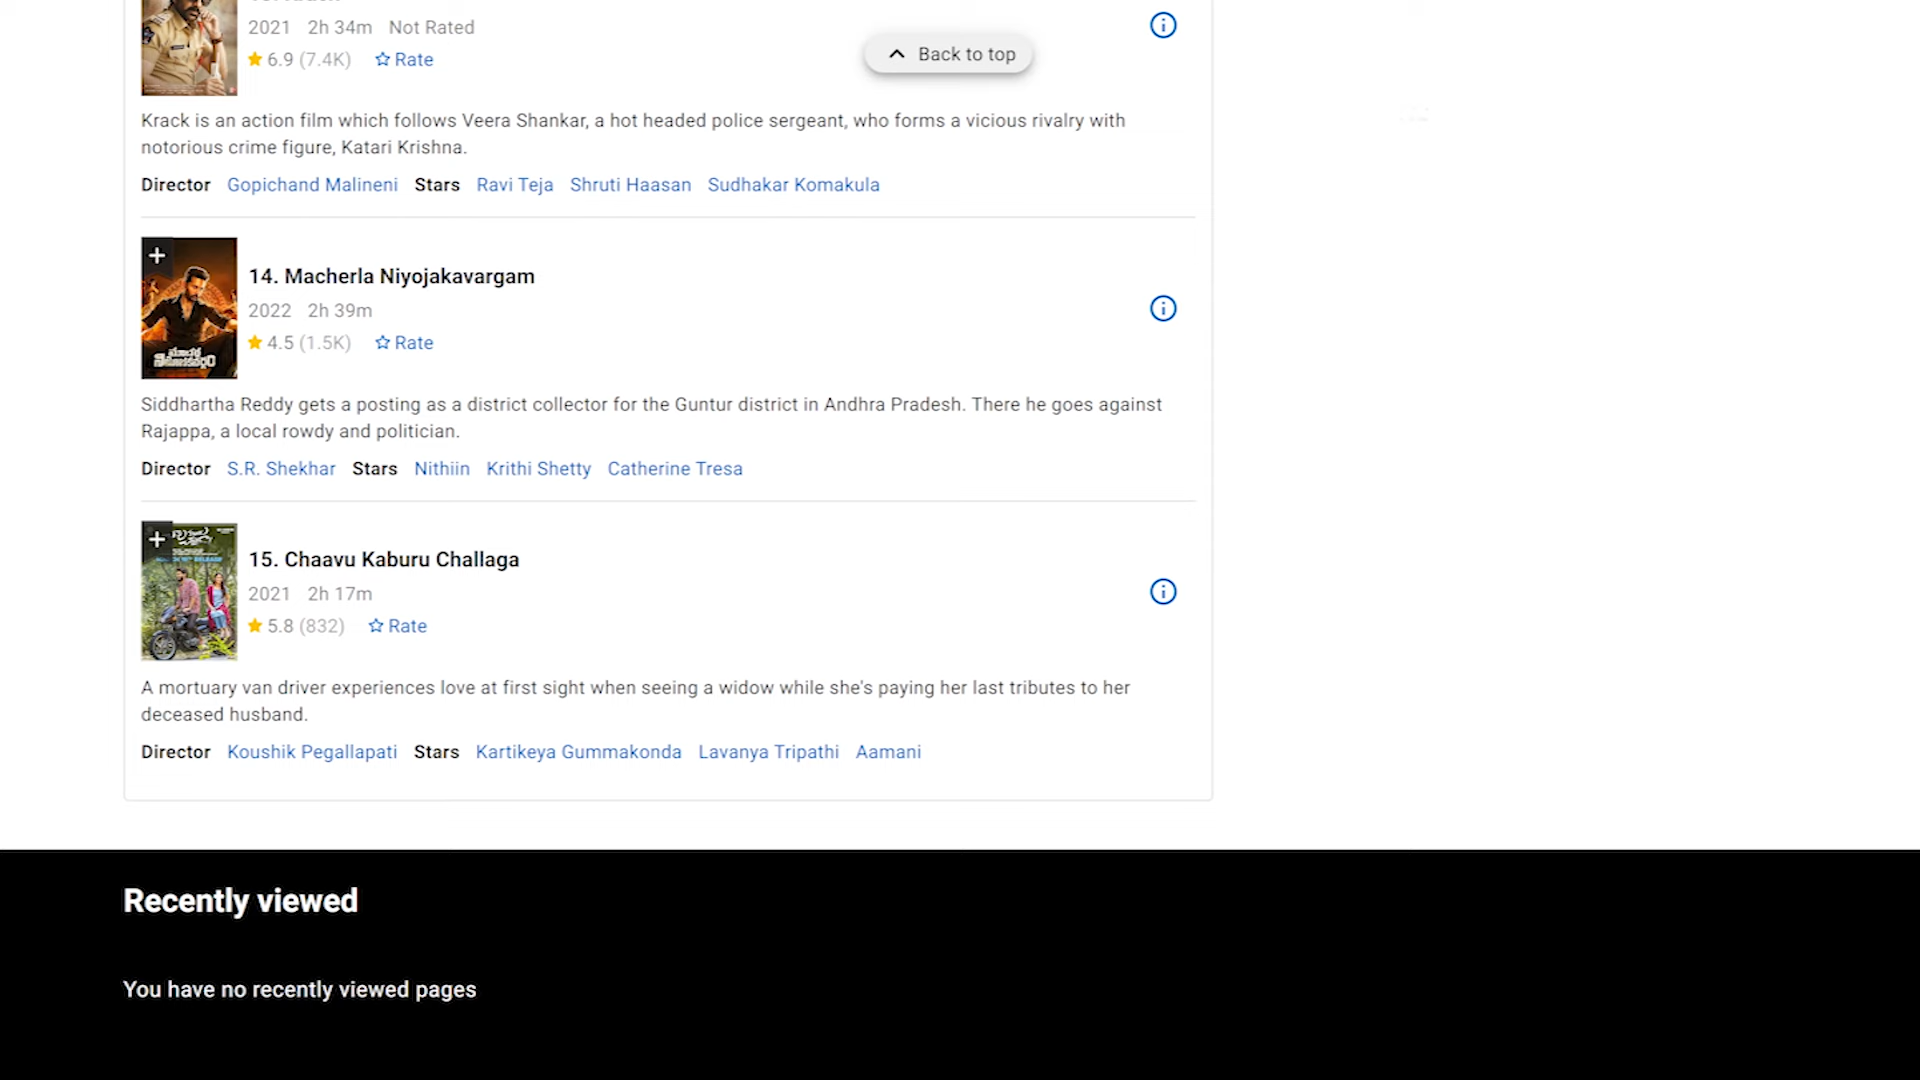 2021 2h 34m Not Rated
6.9 (7.4K) Rate
Back to top
Krack is an action film which follows Veera Shankar, a hot headed police sergeant, who forms a vicious rivalry with
notorious crime figure, Katari Krishna.
Director Gopichand Malineni Stars Ravi Teja Shruti Haasan Sudhakar Komakula
14. Macherla Niyojakavargam
2022 2h 39m
4.5 (1.5K) Rate
Siddhartha Reddy gets a posting as a district collector for the Guntur district in Andhra Pradesh. There he goes against
Rajappa, a local rowdy and politician.
Director S.R. Shekhar Stars Nithiin Krithi Shetty Catherine Tresa
15. Chaavu Kaburu Challaga
2021 2h 17m
5.8 (832) Rate
A mortuary van driver experiences love at first sight when seeing a widow while she's paying her last tributes to her
deceased husband.
Director Koushik Pegallapati Stars Kartikeya Gummakonda Lavanya Tripathi Aamani
Recently viewed
You have no recently viewed pages